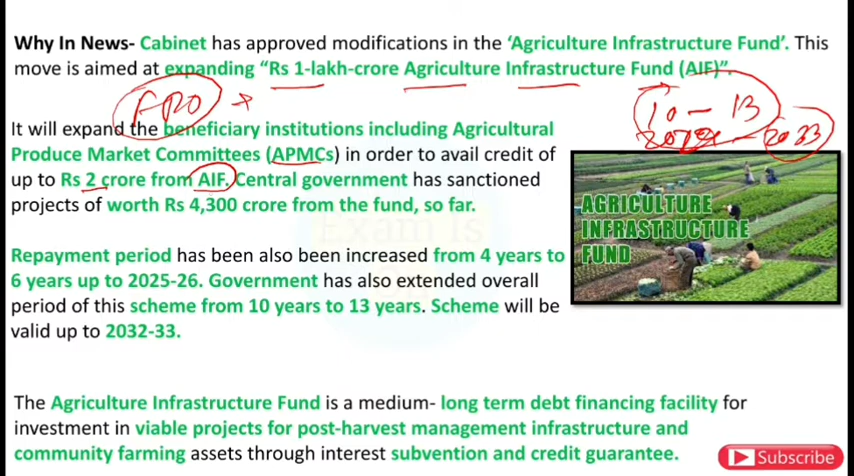 Why In News- Cabinet has approved modifications in the ‘Agriculture Infrastructure Fund’. This
move is aimed at expanding “Rs 1-lakh-crore Agriculture Infrastructure Fund (AIF)”.
FPO
10 - 13
2033
It will expand the beneficiary institutions including Agricultural
Produce Market Committees (APMCs) in order to avail credit of
up to Rs 2 crore from AIF. Central government has sanctioned
projects of worth Rs 4,300 crore from the fund, so far.
AGRICULTURE
INFRASTRUCTURE
FUND
Exam Is
Repayment period has been also been increased from 4 years to
6 years up to 2025-26. Government has also extended overall
period of this scheme from 10 years to 13 years. Scheme will be
valid up to 2032-33.
The Agriculture Infrastructure Fund is a medium- long term debt financing facility for
investment in viable projects for post-harvest management infrastructure and
community farming assets through interest subvention and credit guarantee.
Subscribe